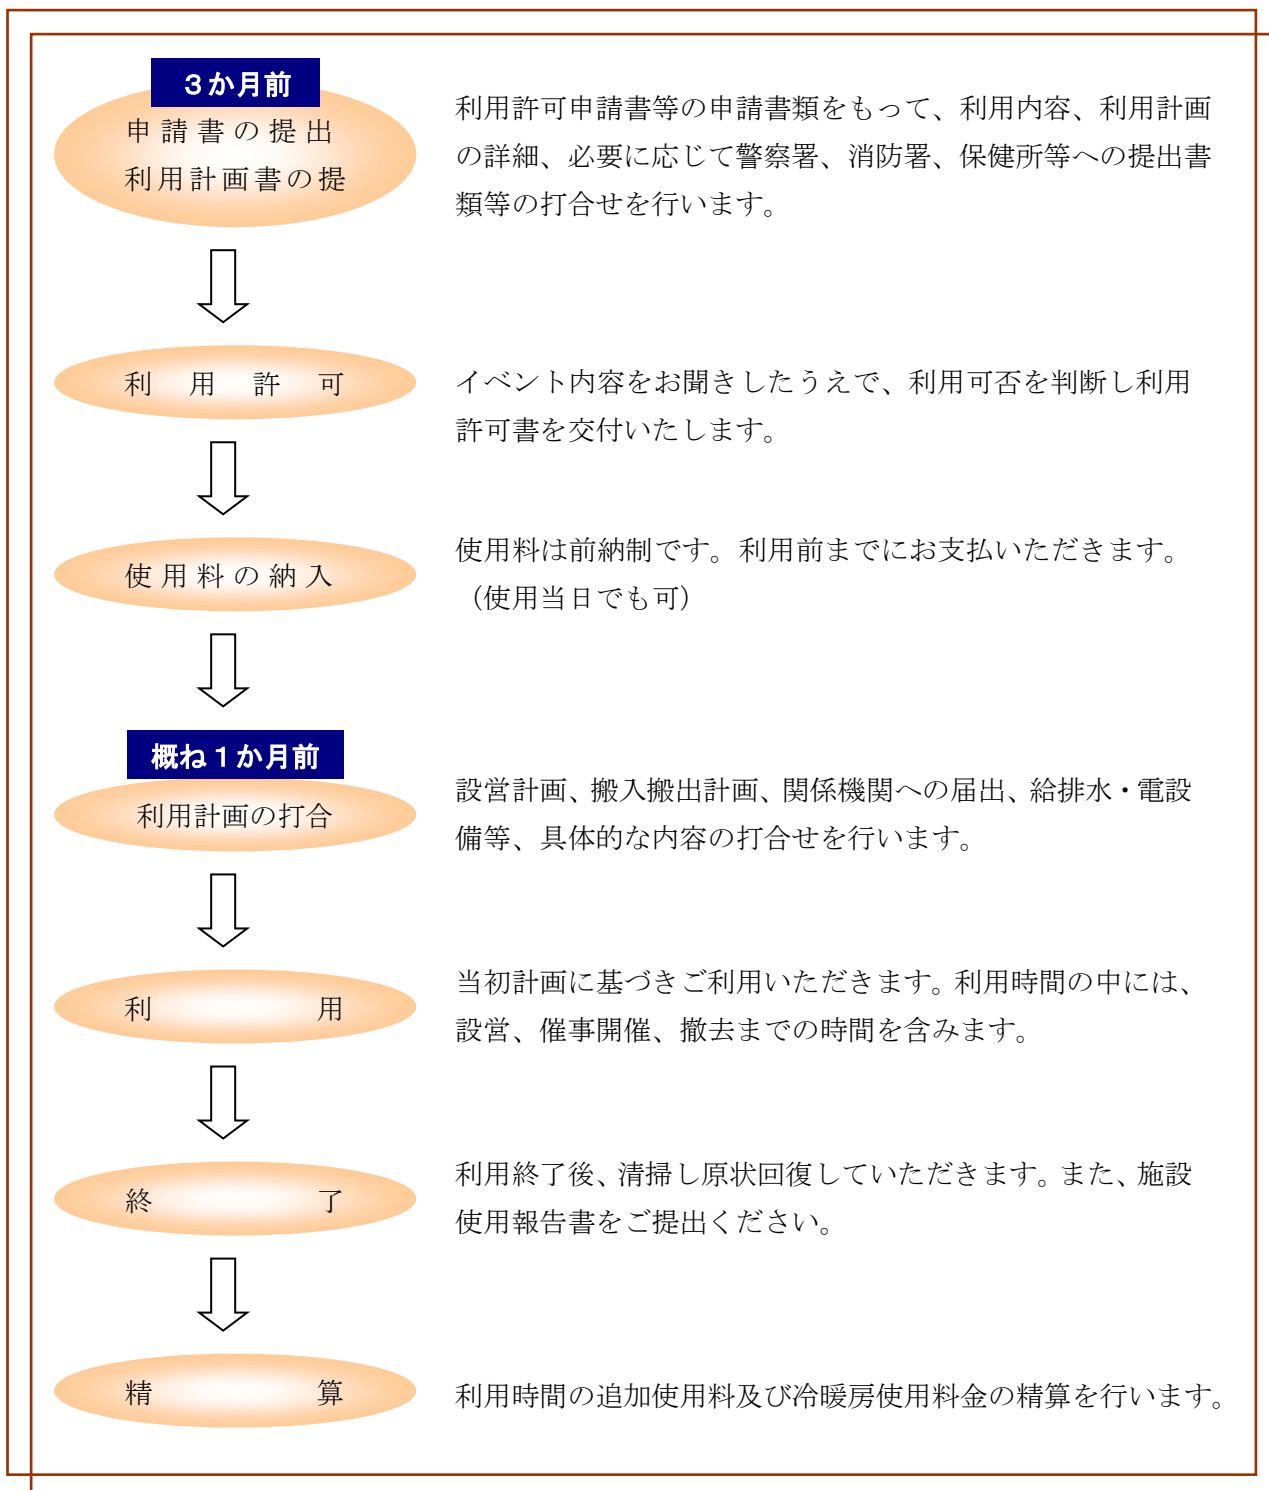 ３か月前
申請書の提出
利用計画書の提
利用許可申請書等の申請書類をもって、利用内容、利用計画
の詳細、必要に応じて警察署、消防署、保健所等への提出書
類等の打合せを行います。
利用許可
イベント内容をお聞きしたうえで、利用可否を判断し利用
許可書を交付いたします。
使用料の納入
使用料は前納制です。利用前までにお支払いただきます。
（使用当日でも可）
概ね１か月前
利用計画の打合
設営計画、搬入搬出計画、関係機関への届出、給排水・電設
備等、具体的な内容の打合せを行います。
利用
当初計画に基づきご利用いただきます。利用時間の中には、
設営、催事開催、撤去までの時間を含みます。
終了
利用終了後、清掃し原状回復していただきます。また、施設
使用報告書をご提出ください。
精算
利用時間の追加使用料及び冷暖房使用料金の精算を行います。